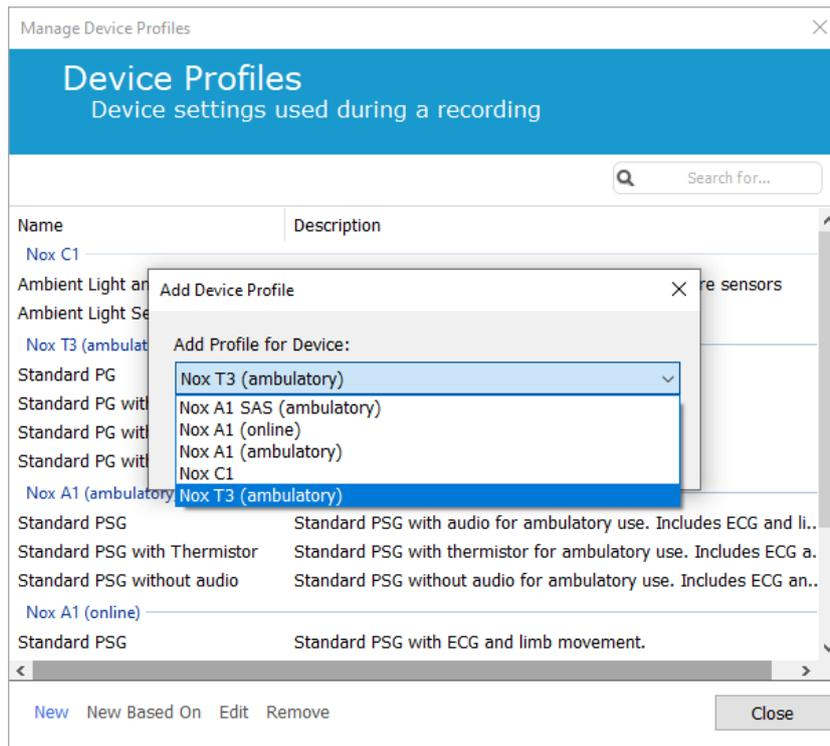 Manage Device Profiles
Device Profiles
Device settings used during a recording
Search for...
Name Description
Nox C1
Ambient Light an re sensors
Ambient Light Se
Nox T3 (ambulat
Standard PG
Standard PG with
Standard PG with
Standard PG with
Add Device Profile
Add Profile for Device:
Nox T3 (ambulatory)
Nox A1 SAS (ambulatory)
Nox A1 (online)
Nox A1 (ambulatory)
Nox C1
Nox T3 (ambulatory)
Nox A1 (ambulatory
Standard PSG Standard PSG with audio for ambulatory use. Includes ECG and li..
Standard PSG with Thermistor Standard PSG with thermistor for ambulatory use. Includes ECG a.
Standard PSG without audio Standard PSG without audio for ambulatory use. Includes ECG an..
Nox A1 (online)
Standard PSG Standard PSG with ECG and limb movement.
New New Based On Edit Remove Close